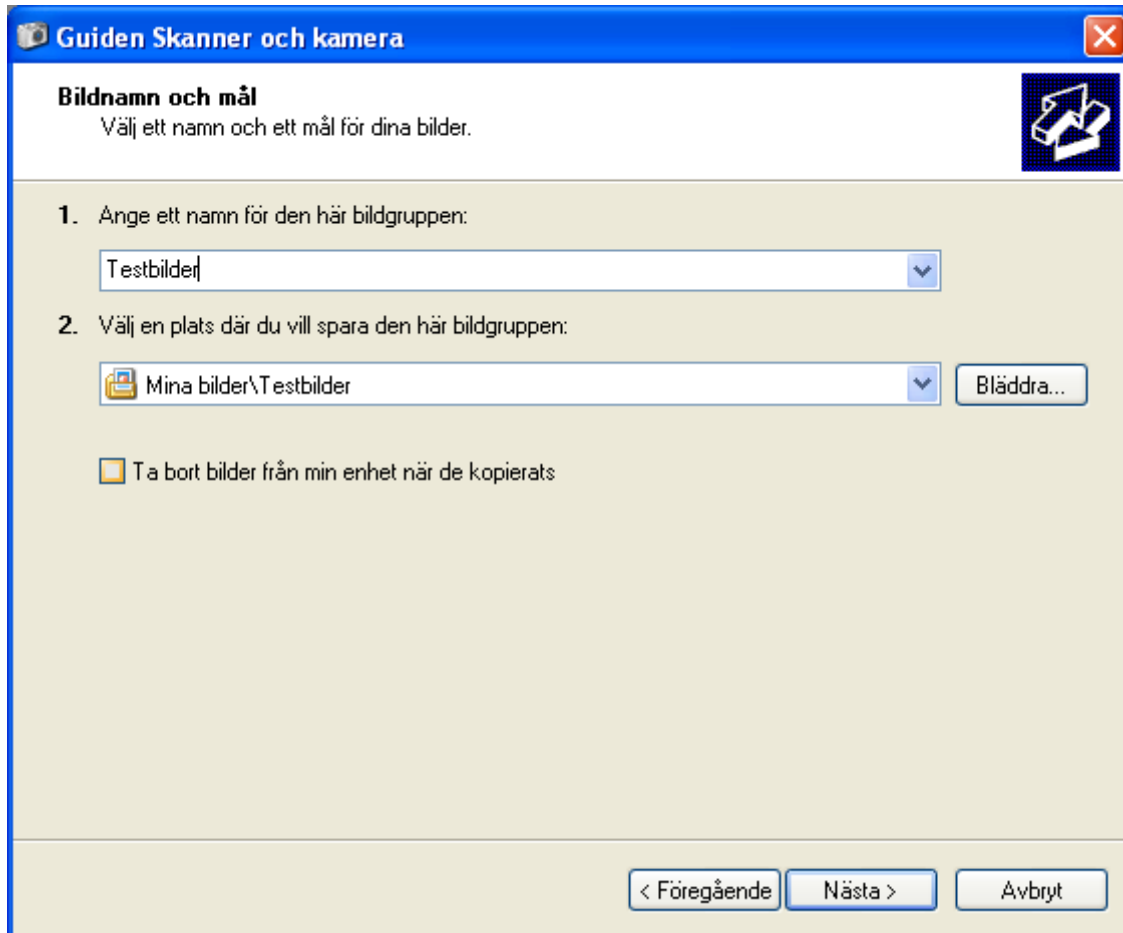 Guiden Skanner och kamera
Bildnamn och mål
Välj ett namn och ett mål för dina bilder.
1. Ange ett namn för den här bildgruppen:
Testbilder
2. Välj en plats där du vill spara den här bildgruppen:
Mina bilder\Testbilder Bläddra...
Ta bort bilder från min enhet när de kopierats
< Föregående Nästa > Avbryt